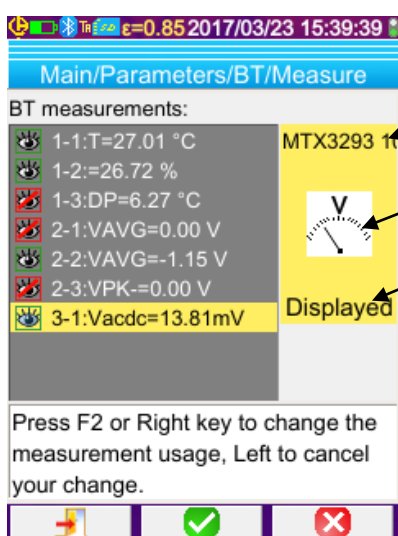 ε=0.85 2017/03/23 15:39:39
Main/Parameters/BT/Measure
BT measurements:
1-1:T=27.01 °C
MTX3293
1-2:=26.72 %
1-3:DP=6.27 °C
V
2-1:VAVG=0.00 V
2-2:VAVG=-1.15 V
2-3:VPK-=0.00 V
Displayed
3-1:Vacdc=13.81mV
Press F2 or Right key to change the
measurement usage, Left to cancel
your change.